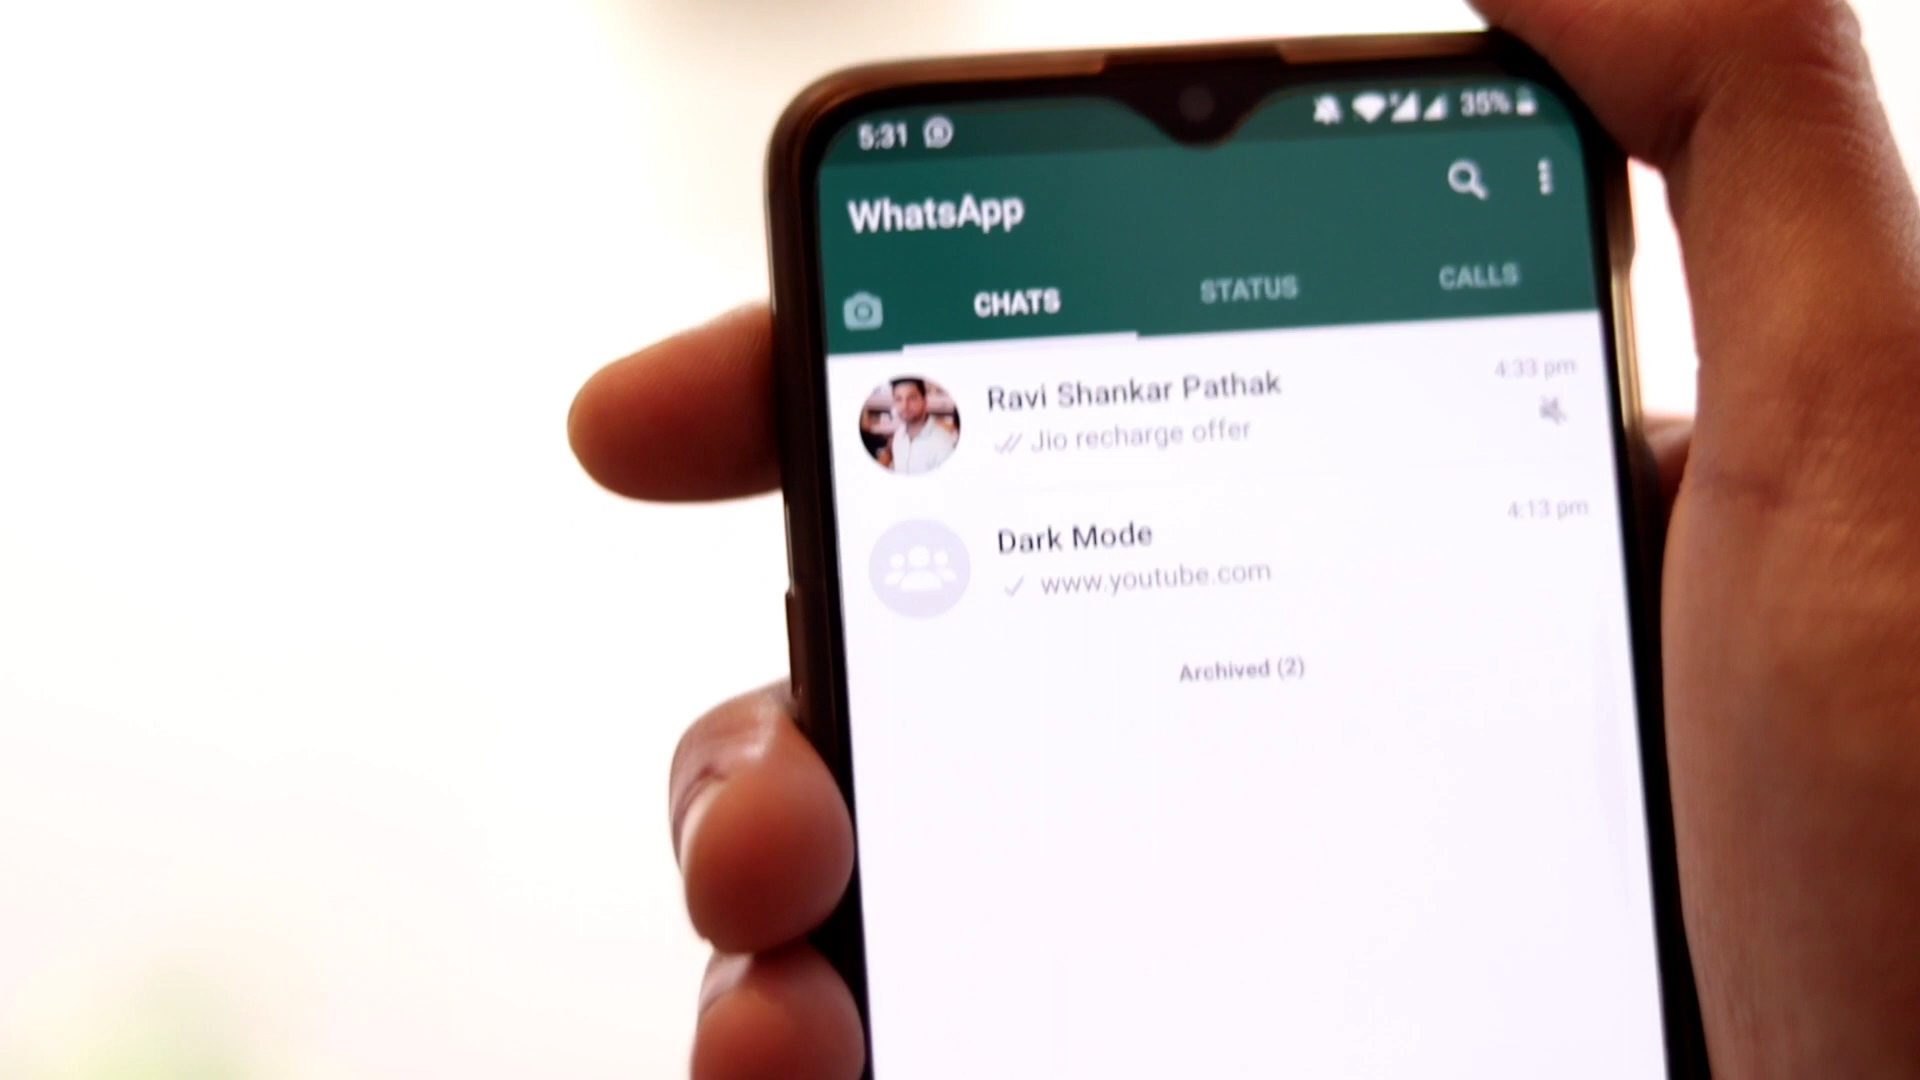 5:31
35%
WhatsApp
CHATS STATUS CALLS
Ravi Shankar Pathak 4:33 pm
Jio recharge offer
Dark Mode 4:13 pm
www.youtube.com
Archived (2)